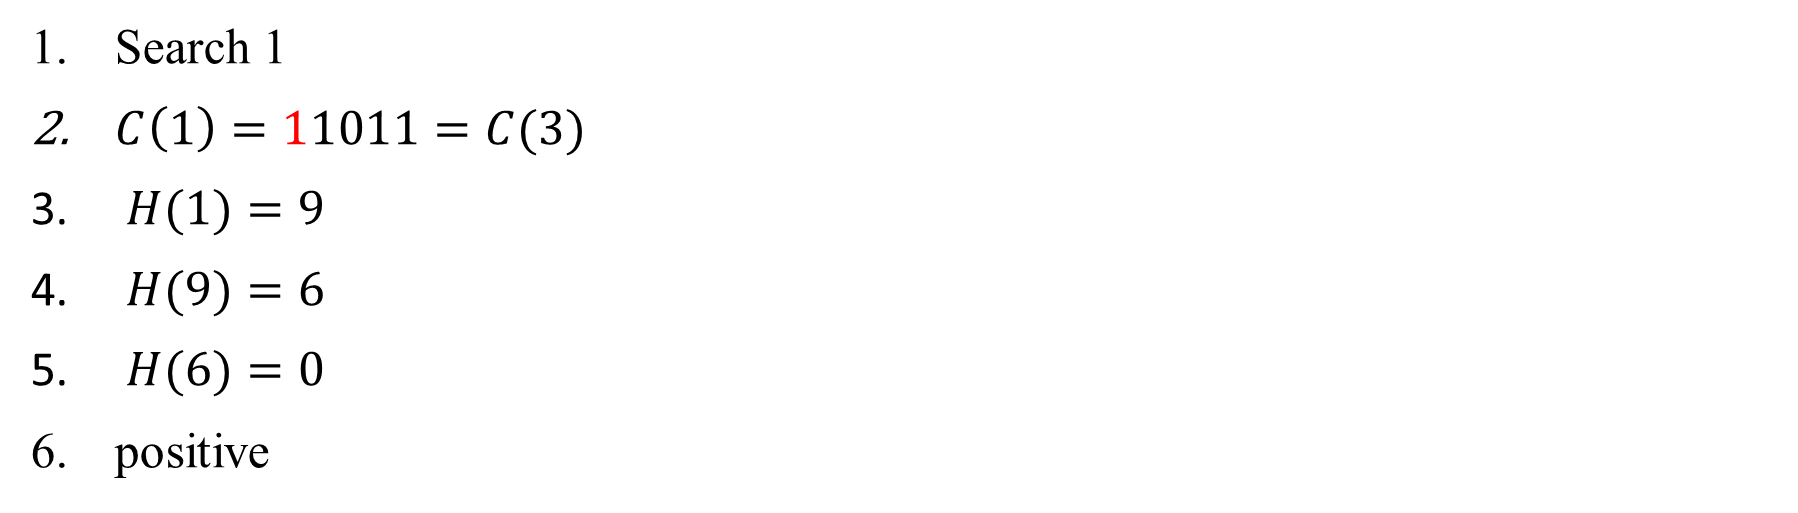 1. Search 1
2. C(1) = 11011 = C(3)
3. H(1) = 9
4. H(9) = 6
5. H(6) = 0
6. positive